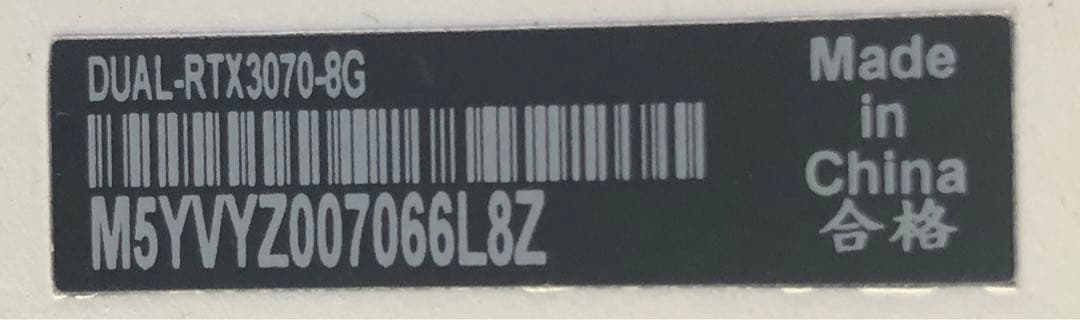 DUAL-RTX3070-8G
M5YVYZ007066L8Z
Made
in
China
合格